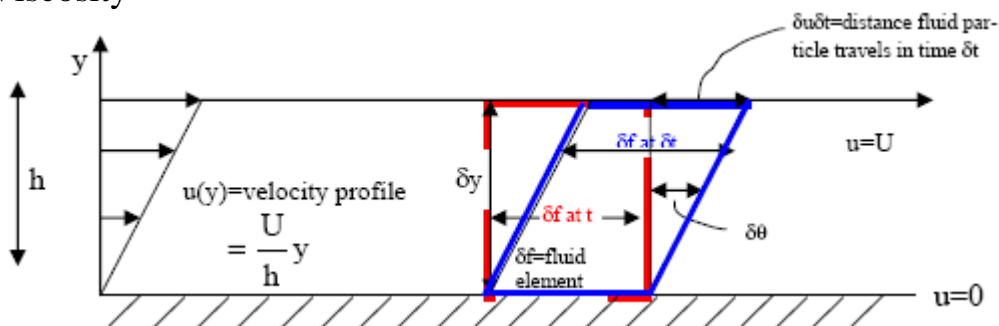 viscosity
δuδt=distance fluid par-
ticle travels in time δt
y
u=U
δf at δt
h
δy
u(y)=velocity profile
= U/h y
δf at t
δθ
δf=fluid
element
u=0